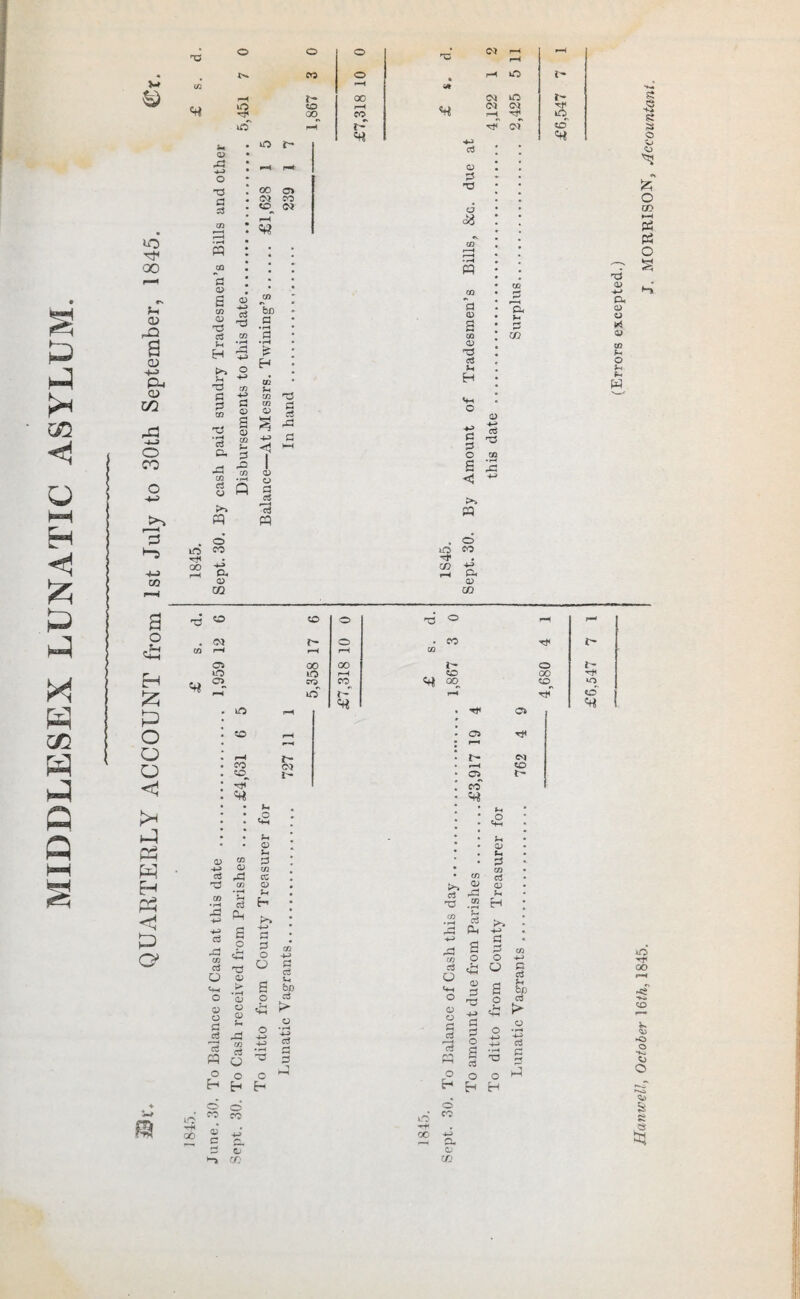 MIDDLESEX LUNATIC ASYLUM.
Dr. QUARTERLY ACCOUNT from 1st July to 30th September, 1845. Cr.
1845. £ s. d.
June. 30. To Balance of Cash at this date ........ 1,959 12 6
Sept. 30. To Cash received from Parishes ...... £4,631 6 5
To ditto from County Treasurer for
Lunatic Vagrants........ 727 11 1
5,358 17 6
£7,318 10 0
1845. £ s. d.
Sept. 30. By cash paid sundry Tradesmen's Bills and other
Disbursements to this date........ 5,451 7 0
Balance—At Messrs. Twining's...... £1,628 1 5
In hand ........ 239 1 7
1,867 3 0
£7,318 10 0
1845. £ s. d.
Sept. 30. To Balance of Cash this day ........ 1,867 3 0
To amount due from Parishes ........ £3,917 19 4
To ditto from County Treasurer for
Lunatic Vagrants ........ 762 4 9
4,680 4 1
£6,547 7 1
1845. £ s. d.
Sept. 30. By Amount of Tradesmen's Bills, &c. due at
this date ........ 4,122 1 2
Surplus........ 2,425 5 11
£6,547 7 1
(Errors excepted.)
Hanwell, October 16th, 1845. J. MORRISON, Accountant.